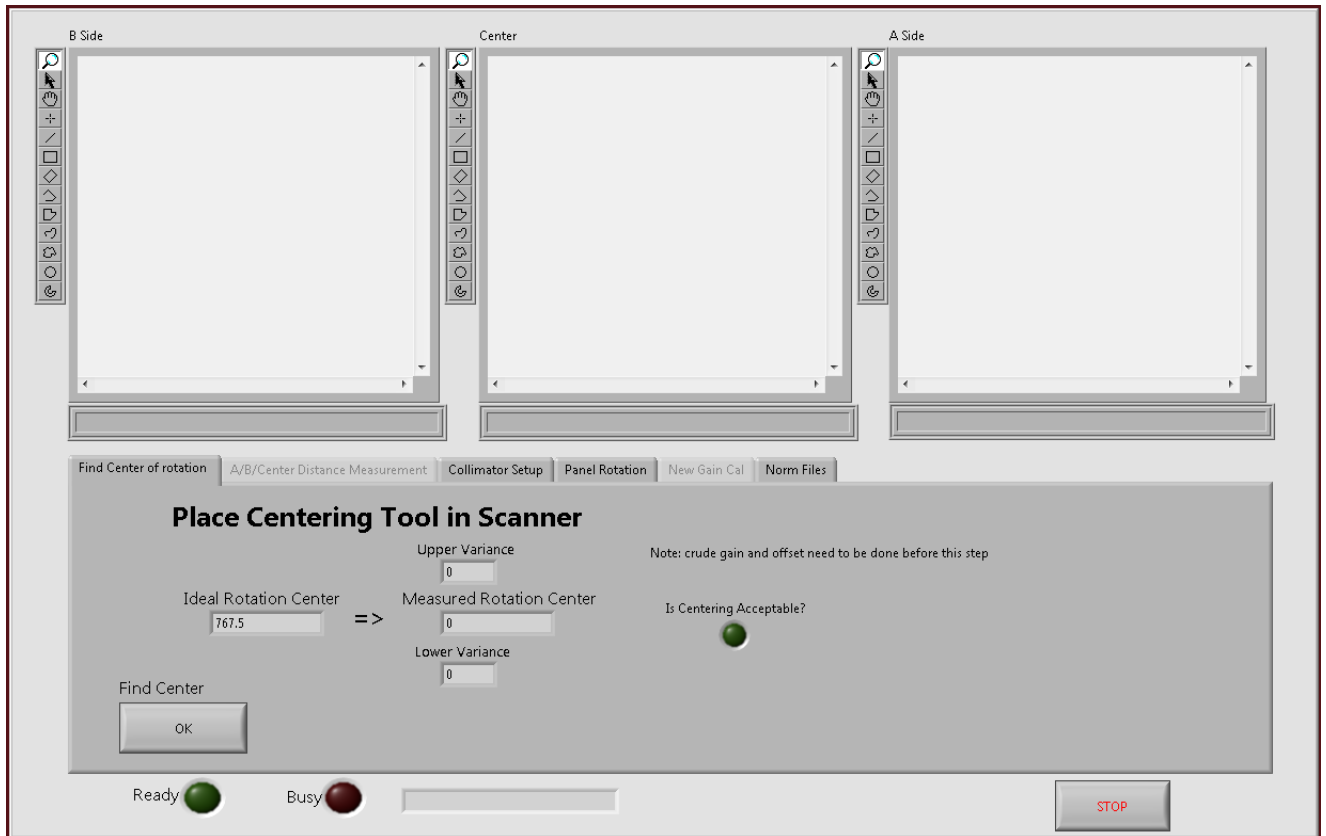 B Side
Center
A Side
Find Center of rotation
A/B/Center Distance Measurement
Collimator Setup
Panel Rotation
New Gain Cal
Norm Files
Place Centering Tool in Scanner
Upper Variance
0
Note: crude gain and offset need to be done before this step
Ideal Rotation Center
767.5
=>
Measured Rotation Center
0
Is Centering Acceptable?
Lower Variance
0
Find Center
OK
Ready
Busy
STOP